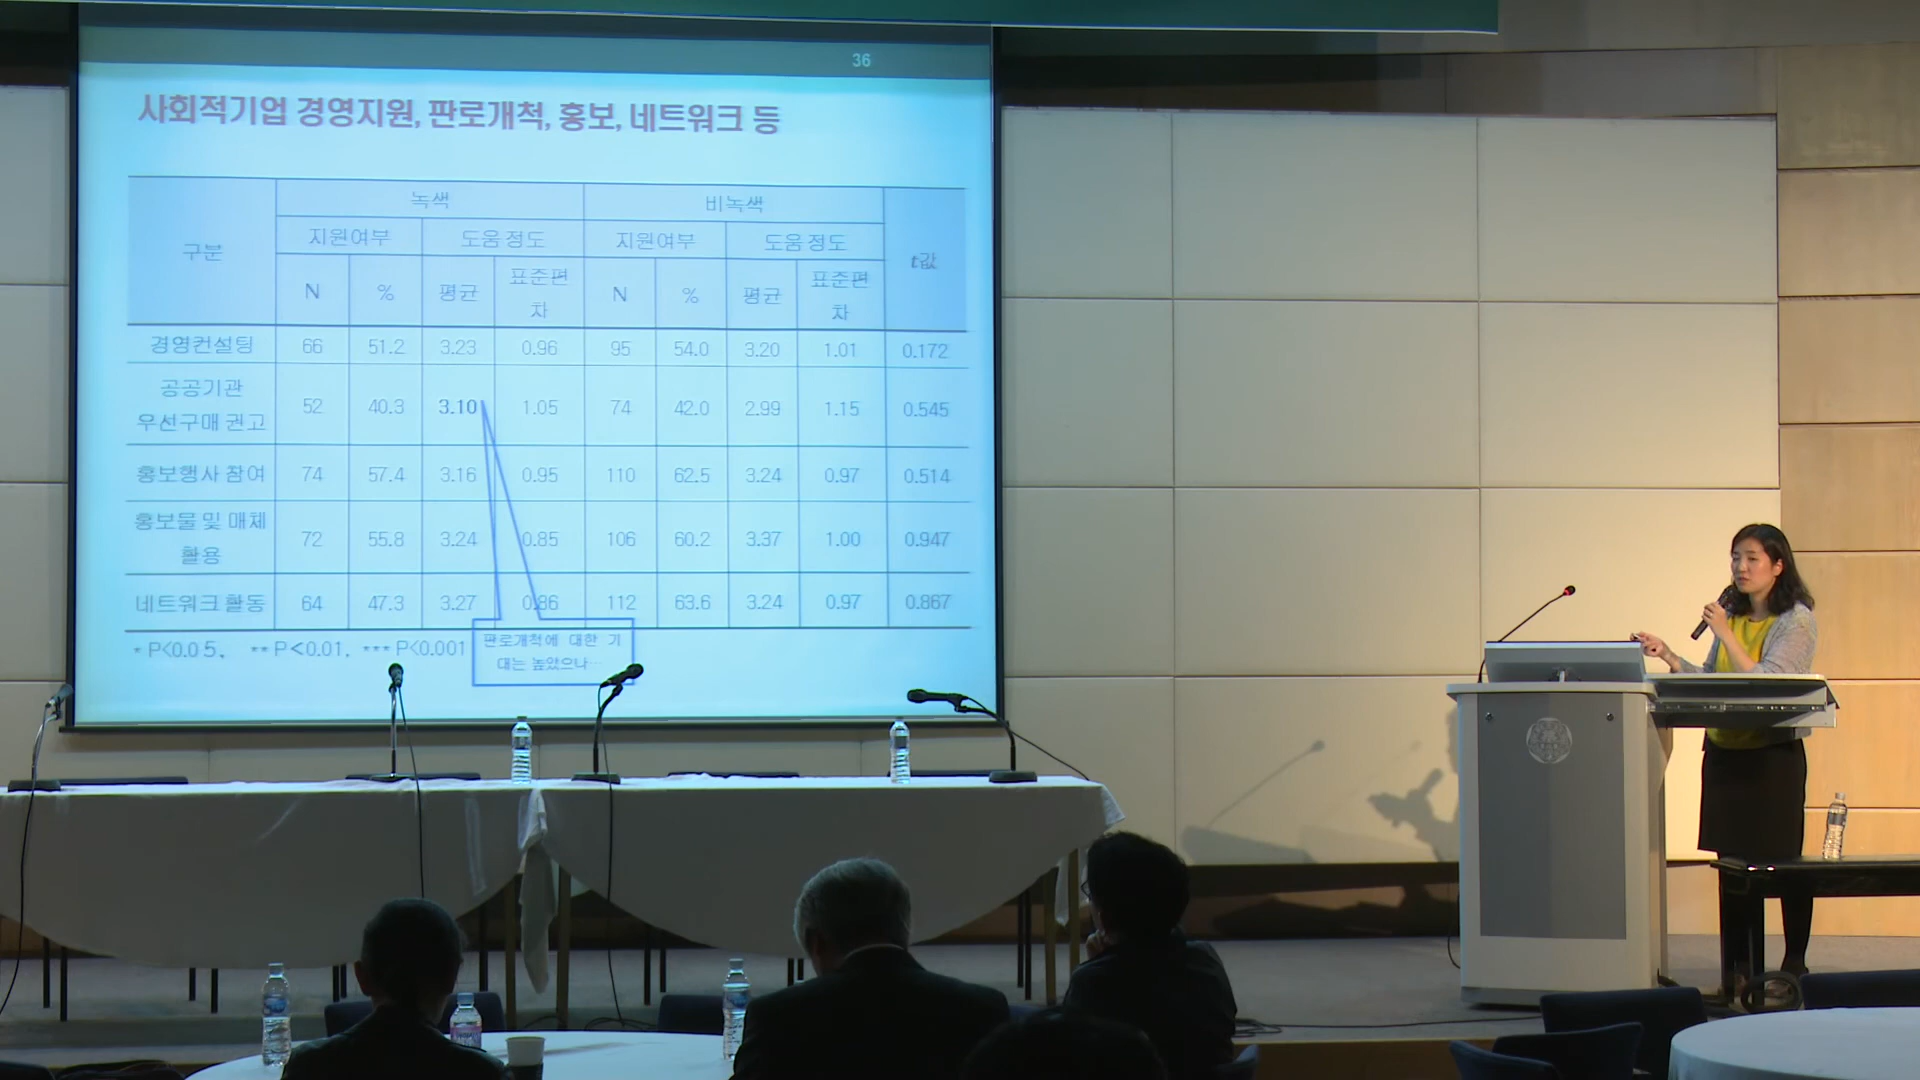 36
사회적기업 경영지원, 판로개척, 홍보, 네트워크 등
구분 녹색 비녹색 t값
지원여부 도움 정도 지원여부 도움 정도
N % 평균 표준편차 N % 평균 표준편차
경영컨설팅 66 51.2 3.23 0.96 95 54.0 3.20 1.01 0.172
공공기관
우선구매 권고 52 40.3 3.10 1.05 74 42.0 2.99 1.15 0.545
홍보행사 참여 74 57.4 3.16 0.95 110 62.5 3.24 0.97 0.514
홍보물 및 매체
활용 72 55.8 3.24 0.85 106 60.2 3.37 1.00 0.947
네트워크 활동 64 47.3 3.27 0.86 112 63.6 3.24 0.97 0.867
* P<0.0 5, ** P<0.01, *** P<0.001
판로개척에 대한 기
대는 높았으나…